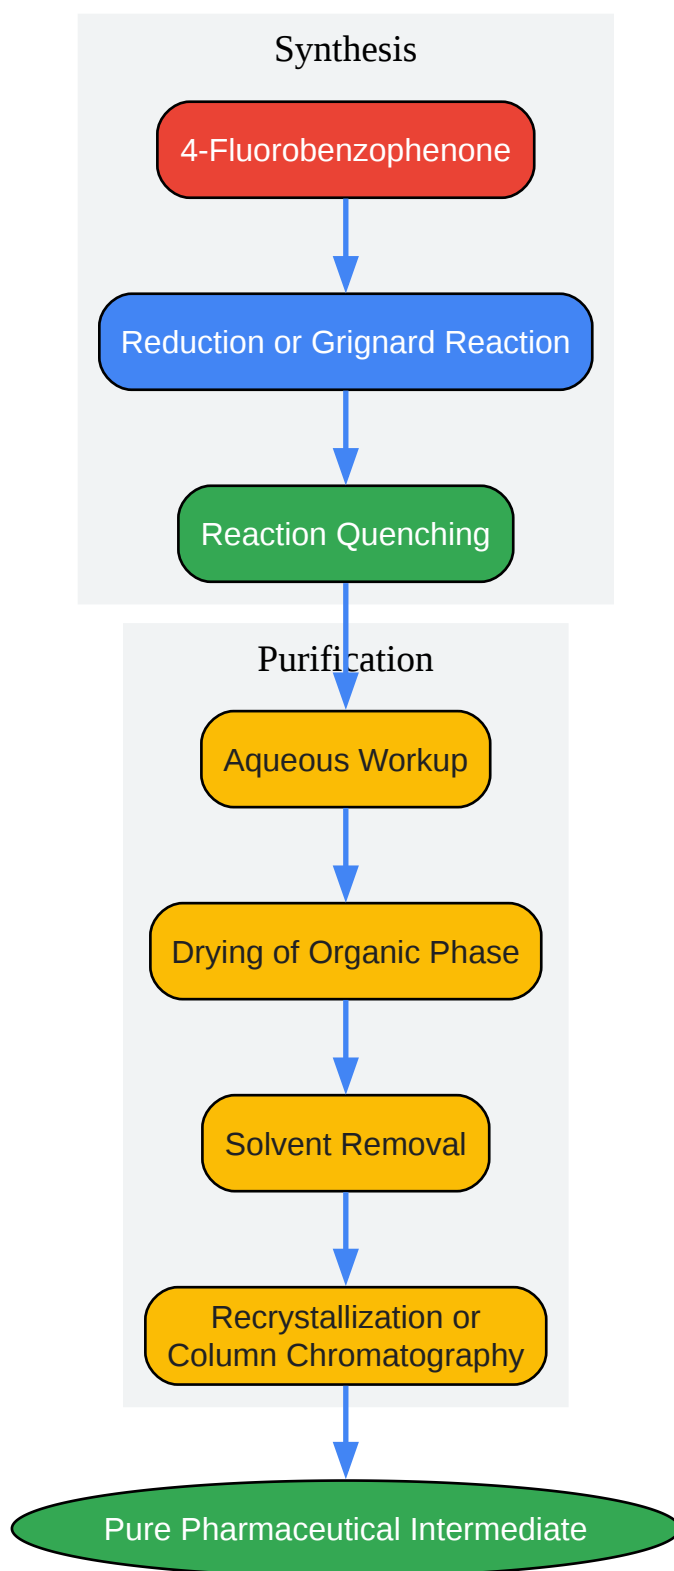 Synthesis
4-Fluorobenzophenone
Reduction or Grignard Reaction
Reaction Quenching
Purification
Aqueous Workup
Drying of Organic Phase
Solvent Removal
Recrystallization or
Column Chromatography
Pure Pharmaceutical Intermediate